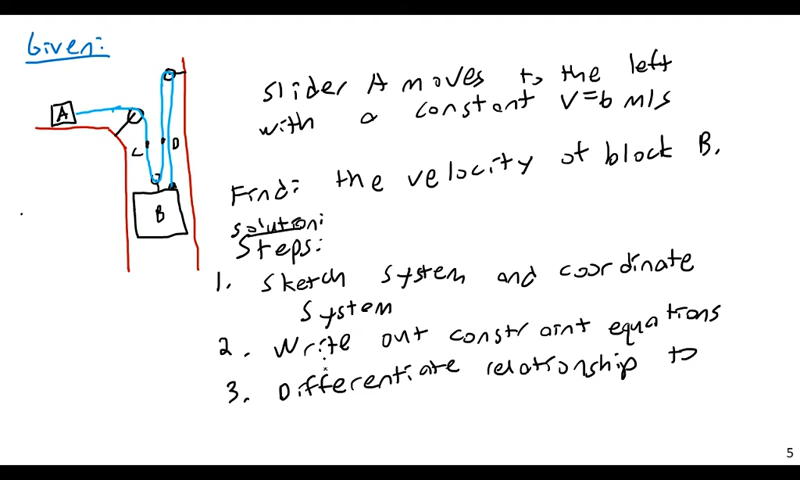 Given:
A
C
D
B
Slider A moves to the left
with a constant v=6 m/s
Find: the velocity of block B.
solution:
Steps:
1. Sketch system and coordinate
system
2. Write out constraint equations
3. Differentiate relationship to
5